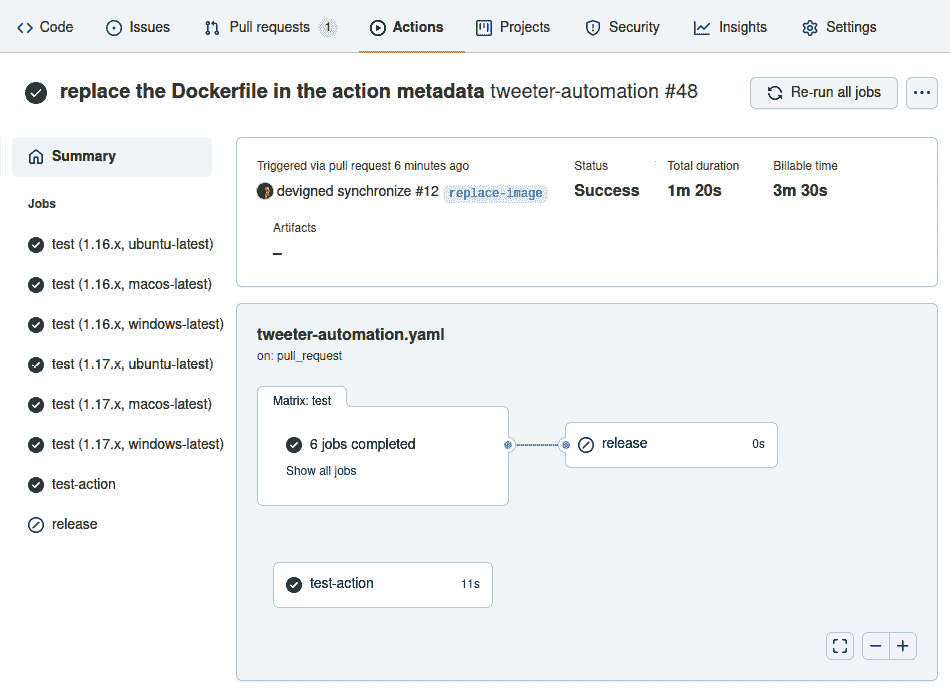 Code Issues Pull requests 1 Actions Projects Security Insights Settings
replace the Dockerfile in the action metadata tweeter-automation #48
Re-run all jobs
Summary
Jobs
test (1.16.x, ubuntu-latest)
test (1.16.x, macos-latest)
test (1.16.x, windows-latest)
test (1.17.x, ubuntu-latest)
test (1.17.x, macos-latest)
test (1.17.x, windows-latest)
test-action
release
Triggered via pull request 6 minutes ago
devigned synchronize #12 replace-image
Status
Success
Total duration
1m 20s
Billable time
3m 30s
Artifacts
–
tweeter-automation.yaml
on: pull_request
Matrix: test
6 jobs completed
Show all jobs
release 0s
test-action 11s